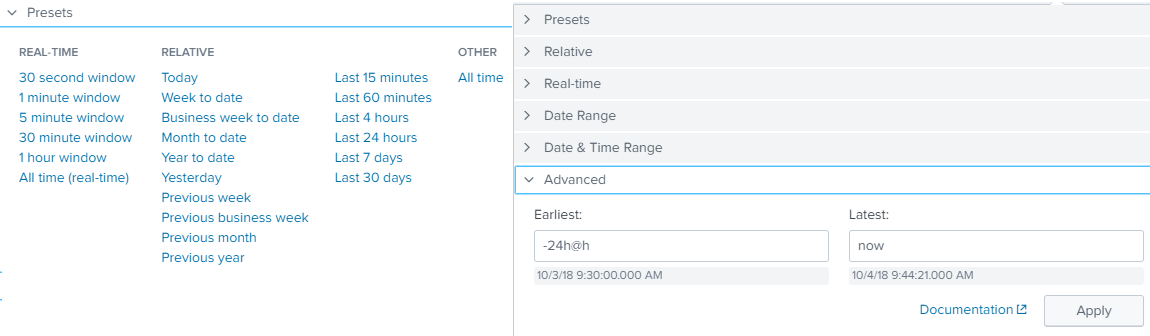 Presets
REAL-TIME
30 second window
1 minute window
5 minute window
30 minute window
1 hour window
All time (real-time)
RELATIVE
Today
Week to date
Business week to date
Month to date
Year to date
Yesterday
Previous week
Previous business week
Previous month
Previous year
Last 15 minutes
Last 60 minutes
Last 4 hours
Last 24 hours
Last 7 days
Last 30 days
OTHER
All time
Presets
Relative
Real-time
Date Range
Date & Time Range
Advanced
Earliest:
-24h@h
10/3/18 9:30:00.000 AM
Latest:
now
10/4/18 9:44:21.000 AM
Documentation
Apply